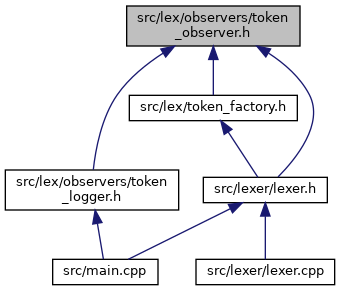 src/lex/observers/token
_observer.h
src/lex/token_factory.h
src/lex/observers/token
_logger.h
src/lexer/lexer.h
src/main.cpp
src/lexer/lexer.cpp